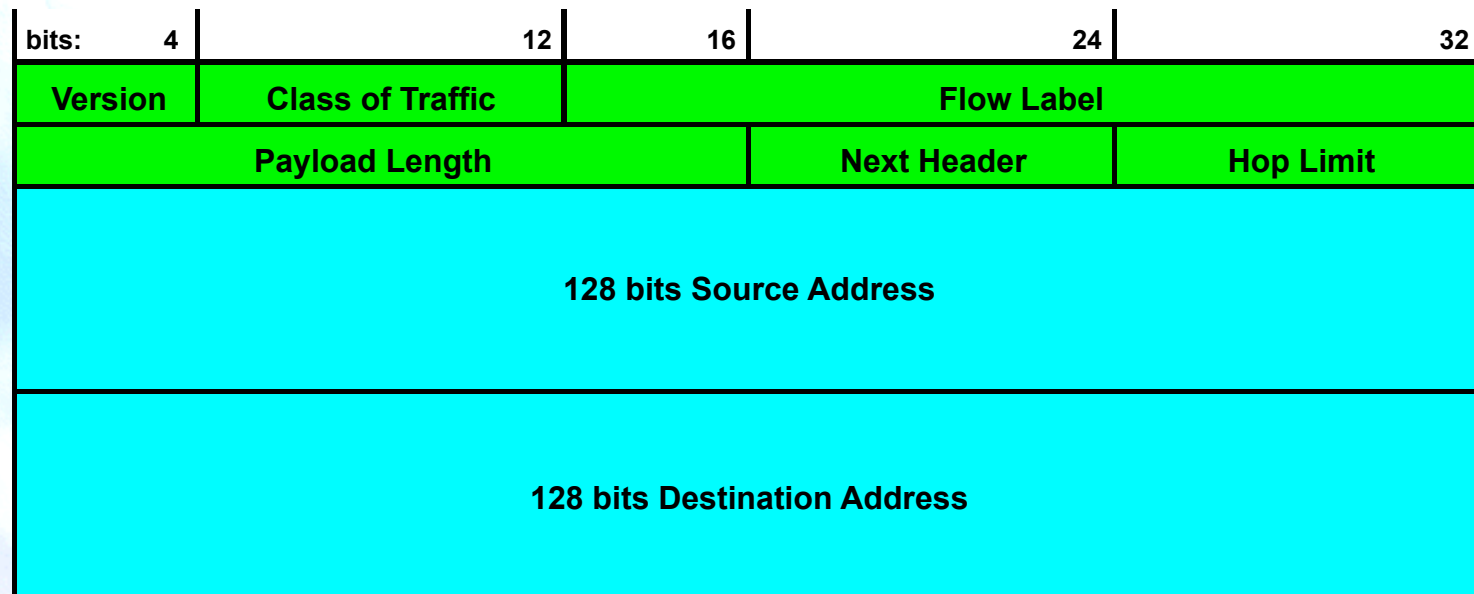 bits: 4 12 16 24 32
Version Class of Traffic Flow Label
Payload Length Next Header Hop Limit
128 bits Source Address
128 bits Destination Address